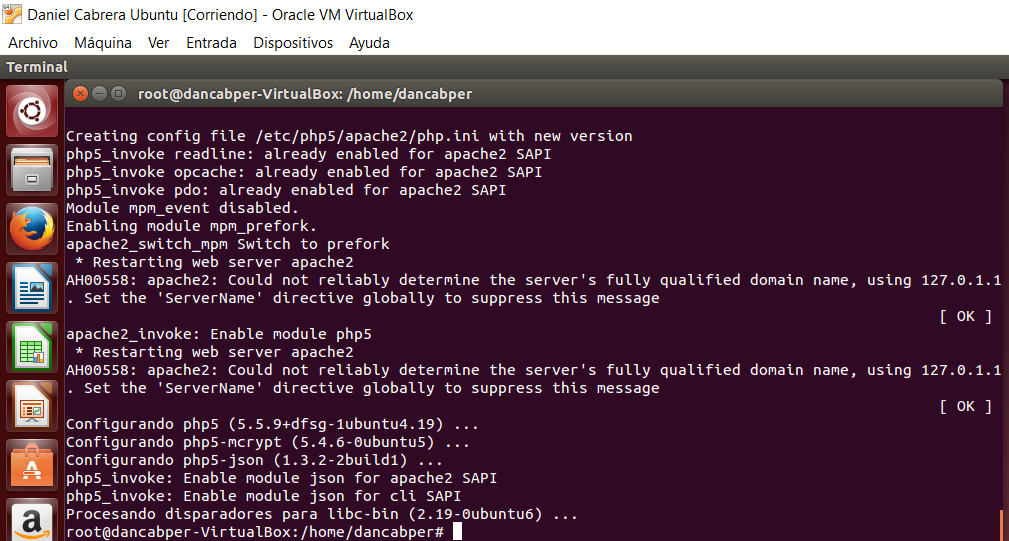 Daniel Cabrera Ubuntu [Corriendo] - Oracle VM VirtualBox
Archivo Máquina Ver Entrada Dispositivos Ayuda
Terminal
root@dancabper-VirtualBox: /home/dancabper
Creating config file /etc/php5/apache2/php.ini with new version
php5_invoke readline: already enabled for apache2 SAPI
php5_invoke opcache: already enabled for apache2 SAPI
php5_invoke pdo: already enabled for apache2 SAPI
Module mpm_event disabled.
Enabling module mpm_prefork.
apache2_switch_mpm Switch to prefork
 * Restarting web server apache2
AH00558: apache2: Could not reliably determine the server's fully qualified domain name, using 127.0.1.1
. Set the 'ServerName' directive globally to suppress this message
[ OK ]
apache2_invoke: Enable module php5
 * Restarting web server apache2
AH00558: apache2: Could not reliably determine the server's fully qualified domain name, using 127.0.1.1
. Set the 'ServerName' directive globally to suppress this message
[ OK ]
Configurando php5 (5.5.9+dfsg-1ubuntu4.19) ...
Configurando php5-mcrypt (5.4.6-0ubuntu5) ...
Configurando php5-json (1.3.2-2build1) ...
php5_invoke: Enable module json for apache2 SAPI
php5_invoke: Enable module json for cli SAPI
Procesando disparadores para libc-bin (2.19-0ubuntu6) ...
root@dancabper-VirtualBox:/home/dancabper#